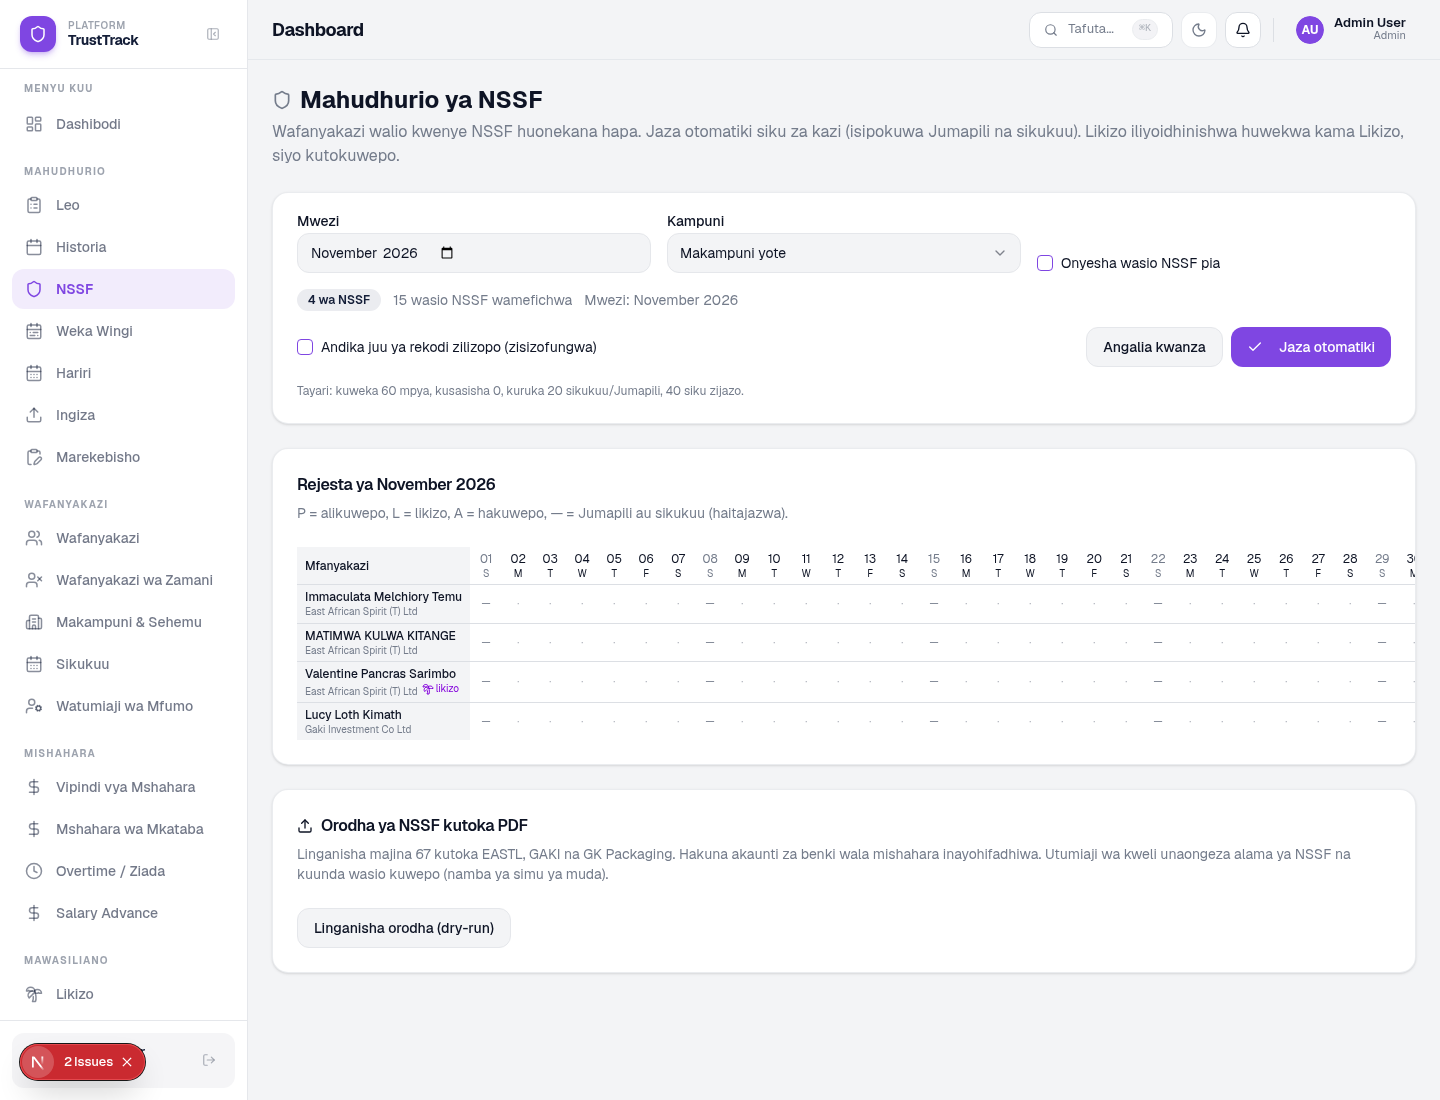 PLATFORM
TrustTrack
MENYU KUU
Dashibodi
MAHUDHURIO
Leo
Historia
NSSF
Weka Wingi
Hariri
Ingiza
Marekebisho
WAFANYAKAZI
Wafanyakazi
Wafanyakazi wa Zamani
Makampuni & Sehemu
Sikukuu
Watumiaji wa Mfumo
MISHAHARA
Vipindi vya Mshahara
Mshahara wa Mkataba
Overtime / Ziada
Salary Advance
MAWASILIANO
Likizo
N 2 Issues
Dashboard
Tafuta... ⌘K
AU
Admin User
Admin
Mahudhurio ya NSSF
Wafanyakazi walio kwenye NSSF huonekana hapa. Jaza otomatiki siku za kazi (isipokuwa Jumapili na sikukuu). Likizo iliyoidhinishwa huwekwa kama Likizo,
siyo kutokuwepo.
Mwezi
November 2026
Kampuni
Makampuni yote
Onyesha wasio NSSF pia
4 wa NSSF 15 wasio NSSF wamefichwa Mwezi: November 2026
Andika juu ya rekodi zilizopo (zisizofungwa)
Angalia kwanza
Jaza otomatiki
Tayari: kuweka 60 mpya, kusasisha 0, kuruka 20 sikukuu/Jumapili, 40 siku zijazo.
Rejesta ya November 2026
P = alikuwepo, L = likizo, A = hakuwepo, — = Jumapili au sikukuu (haitajazwa).
Mfanyakazi 01 02 03 04 05 06 07 08 09 10 11 12 13 14 15 16 17 18 19 20 21 22 23 24 25 26 27 28 29 30
S M T W T F S S M T W T F S S M T W T F S S M T W T F S S M
Immaculata Melchiory Temu — · · · · · · — · · · · · · — · · · · · · — · · · · · · — ·
East African Spirit (T) Ltd
MATIMWA KULWA KITANGE — · · · · · · — · · · · · · — · · · · · · — · · · · · · — ·
East African Spirit (T) Ltd
Valentine Pancras Sarimbo — · · · · · · — · · · · · · — · · · · · · — · · · · · · — ·
East African Spirit (T) Ltd likizo
Lucy Loth Kimath — · · · · · · — · · · · · · — · · · · · · — · · · · · · — ·
Gaki Investment Co Ltd
Orodha ya NSSF kutoka PDF
Linganisha majina 67 kutoka EASTL, GAKI na GK Packaging. Hakuna akaunti za benki wala mishahara inayohifadhiwa. Utumiaji wa kweli unaongeza alama ya NSSF na
kuunda wasio kuwepo (namba ya simu ya muda).
Linganisha orodha (dry-run)